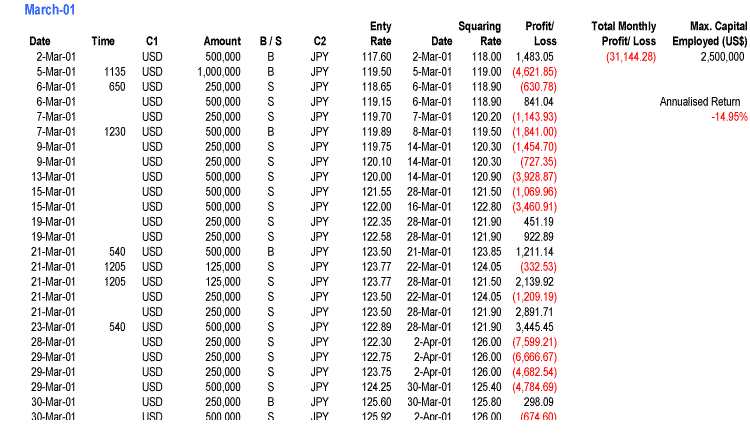 March-01
Enty Squaring Profit/ Total Monthly Max. Capital
Date Time C1 Amount B / S C2 Rate Date Rate Loss Profit/ Loss Employed (US$)
2-Mar-01 USD 500,000 B JPY 117.60 2-Mar-01 118.00 1,483.05 (31,144.28) 2,500,000
5-Mar-01 1135 USD 1,000,000 B JPY 119.50 5-Mar-01 119.00 (4,621.85)
6-Mar-01 650 USD 250,000 S JPY 118.65 6-Mar-01 118.90 (630.78)
6-Mar-01 USD 500,000 S JPY 119.15 6-Mar-01 118.90 841.04 Annualised Return
7-Mar-01 USD 250,000 S JPY 119.70 7-Mar-01 120.20 (1,143.93) -14.95%
7-Mar-01 1230 USD 500,000 B JPY 119.89 8-Mar-01 119.50 (1,841.00)
9-Mar-01 USD 250,000 S JPY 119.75 14-Mar-01 120.30 (1,454.70)
9-Mar-01 USD 250,000 S JPY 120.10 14-Mar-01 120.30 (727.35)
13-Mar-01 USD 500,000 S JPY 120.00 14-Mar-01 120.90 (3,928.87)
15-Mar-01 USD 500,000 S JPY 121.55 28-Mar-01 121.50 (1,069.96)
15-Mar-01 USD 500,000 S JPY 122.00 16-Mar-01 122.80 (3,460.91)
19-Mar-01 USD 250,000 S JPY 122.35 28-Mar-01 121.90 451.19
19-Mar-01 USD 250,000 S JPY 122.58 28-Mar-01 121.90 922.89
21-Mar-01 540 USD 500,000 B JPY 123.50 21-Mar-01 123.85 1,211.14
21-Mar-01 1205 USD 125,000 S JPY 123.77 22-Mar-01 124.05 (332.53)
21-Mar-01 1205 USD 125,000 S JPY 123.77 28-Mar-01 121.50 2,139.92
21-Mar-01 USD 250,000 S JPY 123.50 22-Mar-01 124.05 (1,209.19)
21-Mar-01 USD 250,000 S JPY 123.50 28-Mar-01 121.90 2,891.71
23-Mar-01 540 USD 500,000 S JPY 122.89 28-Mar-01 121.90 3,445.45
28-Mar-01 USD 250,000 S JPY 122.30 2-Apr-01 126.00 (7,599.21)
29-Mar-01 USD 250,000 S JPY 122.75 2-Apr-01 126.00 (6,666.67)
29-Mar-01 USD 250,000 S JPY 123.75 2-Apr-01 126.00 (4,682.54)
29-Mar-01 USD 500,000 S JPY 124.25 30-Mar-01 125.40 (4,784.69)
30-Mar-01 USD 250,000 B JPY 125.60 30-Mar-01 125.80 298.09
30-Mar-01 USD 500,000 S JPY 125.92 2-Apr-01 126.00 (674.60)